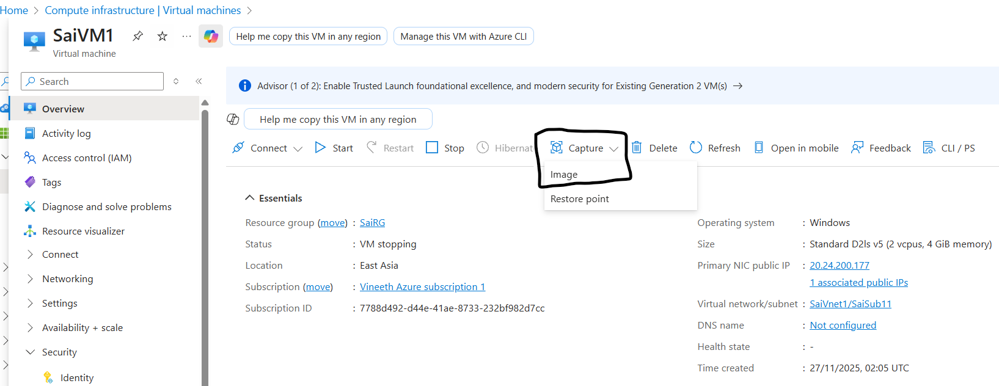 Home > Compute infrastructure | Virtual machines >
SaiVM1
Virtual machine
Help me copy this VM in any region
Manage this VM with Azure CLI
Search
Advisor (1 of 2): Enable Trusted Launch foundational excellence, and modern security for Existing Generation 2 VM(s) →
Help me copy this VM in any region
Connect Start Restart Stop Hibernat Capture Delete Refresh Open in mobile Feedback CLI / PS
Image
Restore point
Overview
Activity log
Access control (IAM)
Tags
Diagnose and solve problems
Resource visualizer
Connect
Networking
Settings
Availability + scale
Security
Identity
Essentials
Resource group (move) : SaiRG
Status : VM stopping
Location : East Asia
Subscription (move) : Vineeth Azure subscription 1
Subscription ID : 7788d492-d44e-41ae-8733-232bf982d7cc
Operating system : Windows
Size : Standard D2ls v5 (2 vcpus, 4 GiB memory)
Primary NIC public IP : 20.24.200.177
1 associated public IPs
Virtual network/subnet : SaiVnet1/SaiSub11
DNS name : Not configured
Health state : -
Time created : 27/11/2025, 02:05 UTC